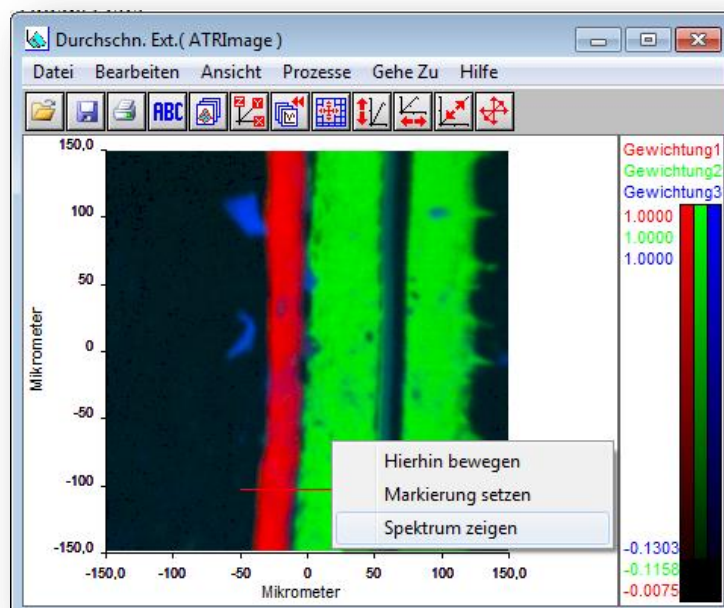 Durchschn. Ext.( ATRImage )
Datei Bearbeiten Ansicht Prozesse Gehe Zu Hilfe
ABC
Z Y
X
150,0
100
50
0
-50
-100
-150,0
Mikrometer
-150,0 -100 -50 0 50 100 150,0
Mikrometer
Hierhin bewegen
Markierung setzen
Spektrum zeigen
Gewichtung1
Gewichtung2
Gewichtung3
1.0000
1.0000
1.0000
-0.1303
-0.1158
-0.0075